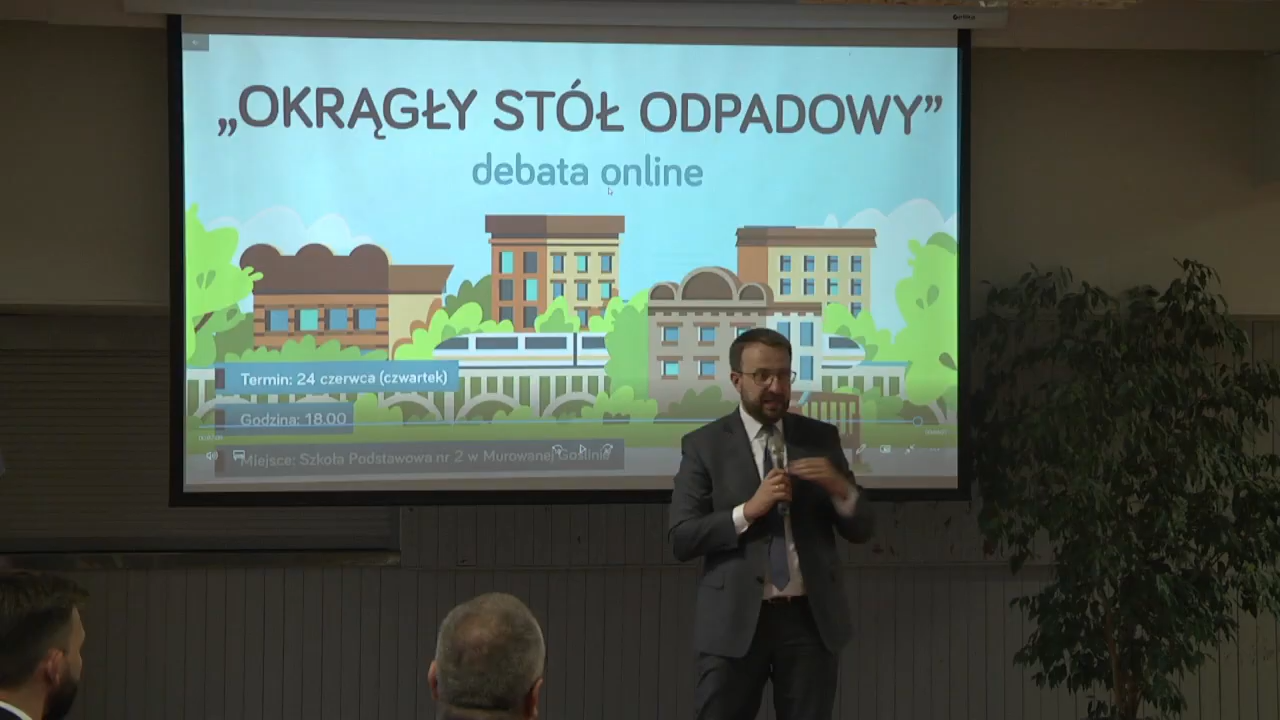 „OKRĄGŁY STÓŁ ODPADOWY”
debata online
Termin: 24 czerwca (czwartek)
Godzina: 18.00
Miejsce: Szkoła Podstawowa nr 2 w Murowanej Goślinie